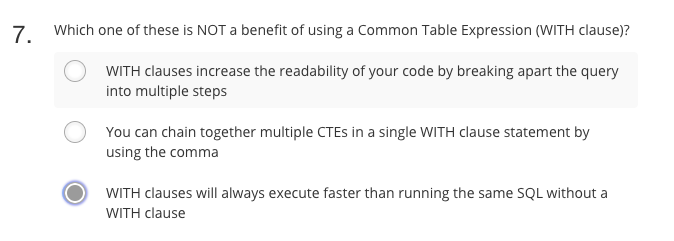 7. Which one of these is NOT a benefit of using a Common Table Expression (WITH clause)?
WITH clauses increase the readability of your code by breaking apart the query
into multiple steps
You can chain together multiple CTEs in a single WITH clause statement by
using the comma
WITH clauses will always execute faster than running the same SQL without a
WITH clause